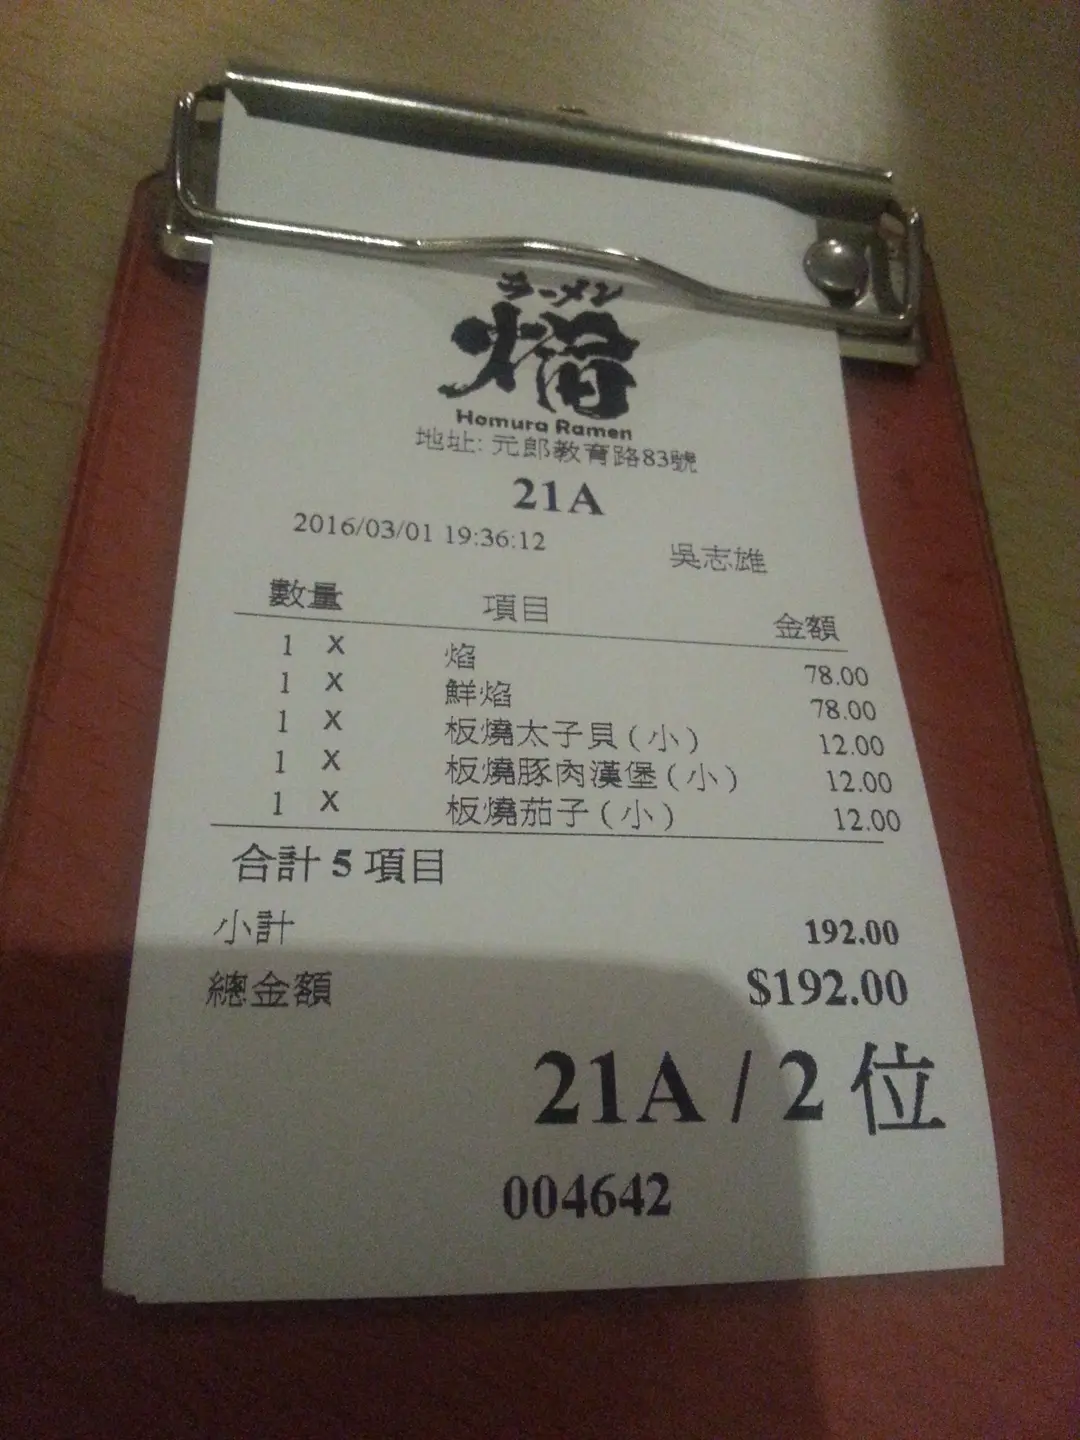 ラーメン
焰
Homura Ramen
地址: 元郎教育路83號
21A
2016/03/01 19:36:12 吳志雄
數量 項目 金額
1 X 焰 78.00
1 X 鮮焰 78.00
1 X 板燒太子貝(小) 12.00
1 X 板燒豚肉漢堡(小) 12.00
1 X 板燒茄子(小) 12.00
合計 5 項目
小計 192.00
總金額 $192.00
21A / 2 位
004642